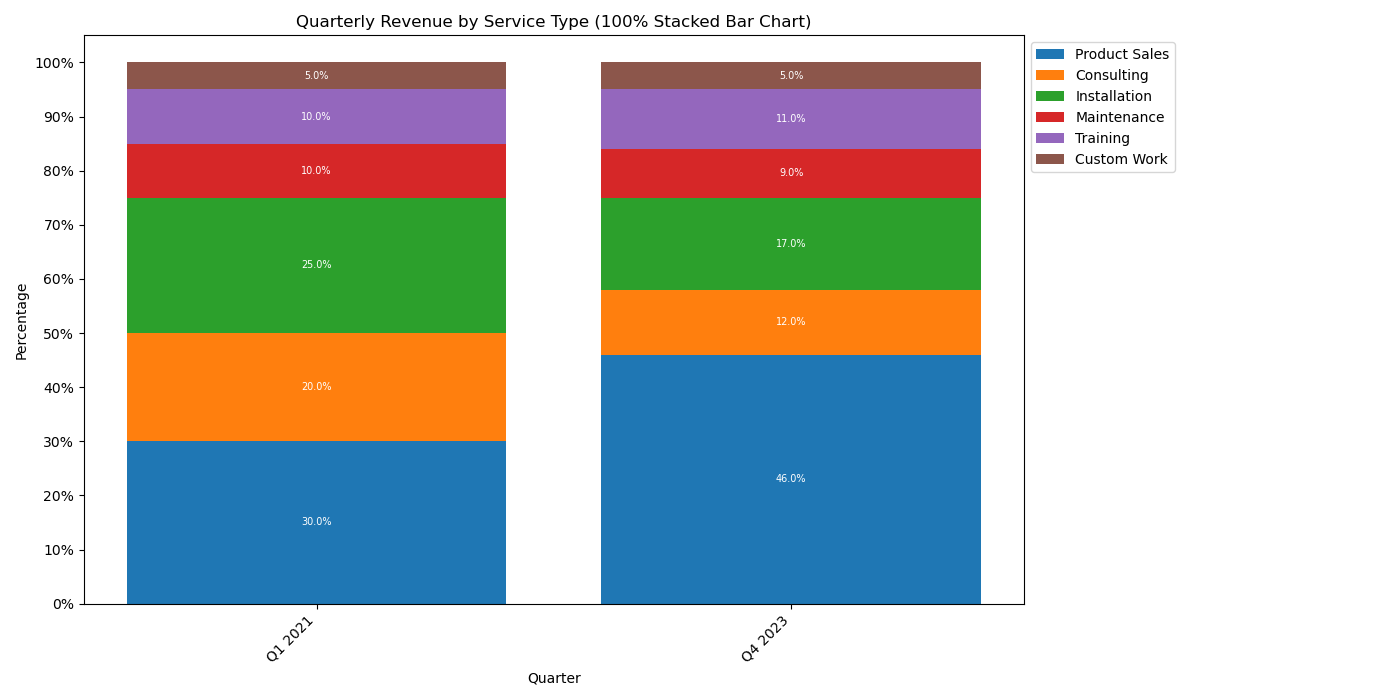 Quarterly Revenue by Service Type (100% Stacked Bar Chart)
Percentage
100%
90%
80%
70%
60%
50%
40%
30%
20%
10%
0%
5.0%
10.0%
10.0%
25.0%
20.0%
30.0%
5.0%
11.0%
9.0%
17.0%
12.0%
46.0%
Q1 2021
Q4 2023
Quarter
Product Sales
Consulting
Installation
Maintenance
Training
Custom Work